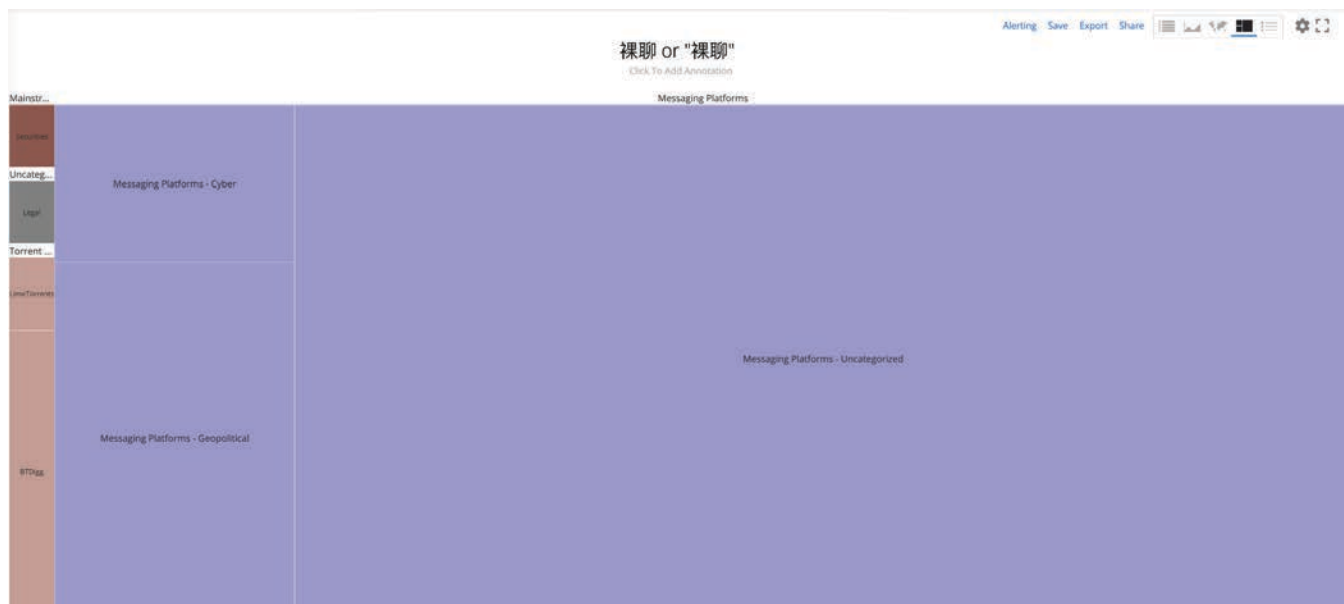 Alerting Save Export Share
裸聊 or "裸聊"
Click To Add Annotation
Mainstr... Messaging Platforms
Uncateg...
Messaging Platforms - Cyber
Legal
Torrent ...
LimeTorrents
Messaging Platforms - Uncategorized
Messaging Platforms - Geopolitical
BTDigg